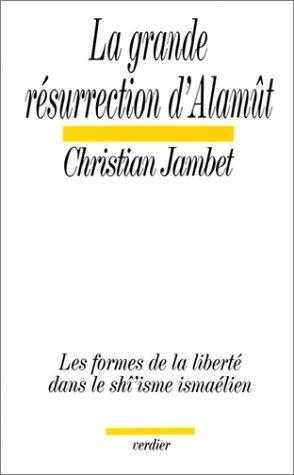 La grande
résurrection d'Alamût
Christian Jambet
Les formes de la liberté
dans le shî'isme ismaélien
verdier